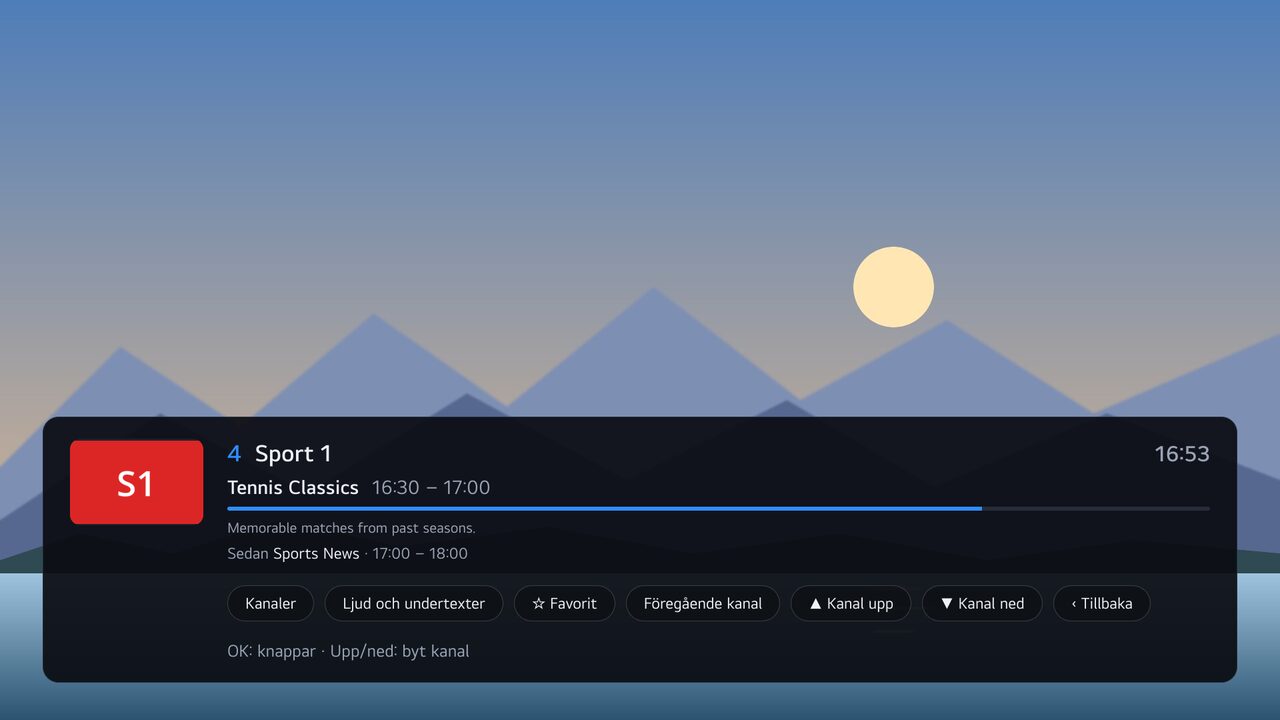 S1
4 Sport 1
16:53
Tennis Classics 16:30 – 17:00
Memorable matches from past seasons.
Sedan Sports News · 17:00 – 18:00
Kanaler
Ljud och undertexter
☆ Favorit
Föregående kanal
▲ Kanal upp
▼ Kanal ned
‹ Tillbaka
OK: knappar · Upp/ned: byt kanal